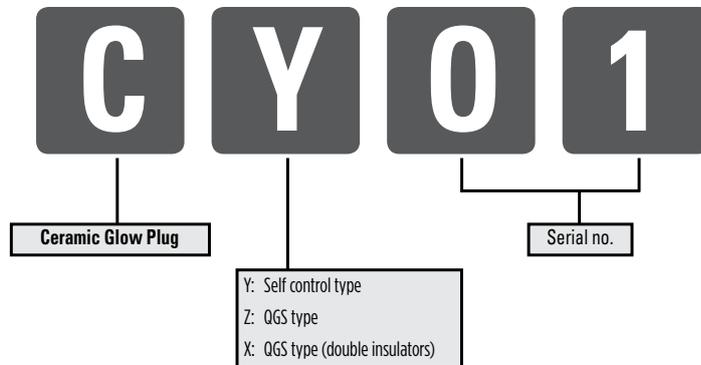 C Y 0 1
Ceramic Glow Plug
Serial no.
Y: Self control type
Z: QGS type
X: QGS type (double insulators)